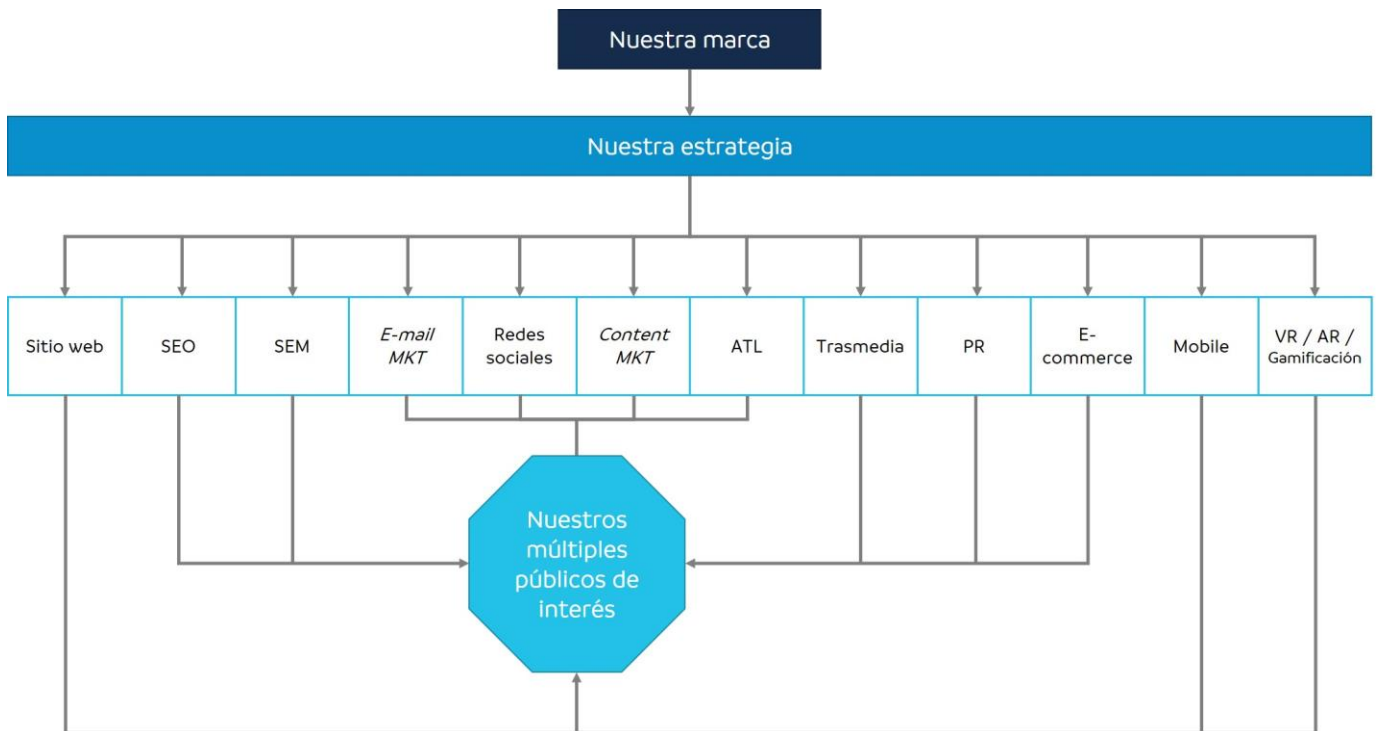 Nuestra marca
Nuestra estrategia
Sitio web
SEO
SEM
E-mail
MKT
Redes
sociales
Content
MKT
ATL
Trasmedia
PR
E-
commerce
Mobile
VR / AR /
Gamificación
Nuestros
múltiples
públicos de
interés